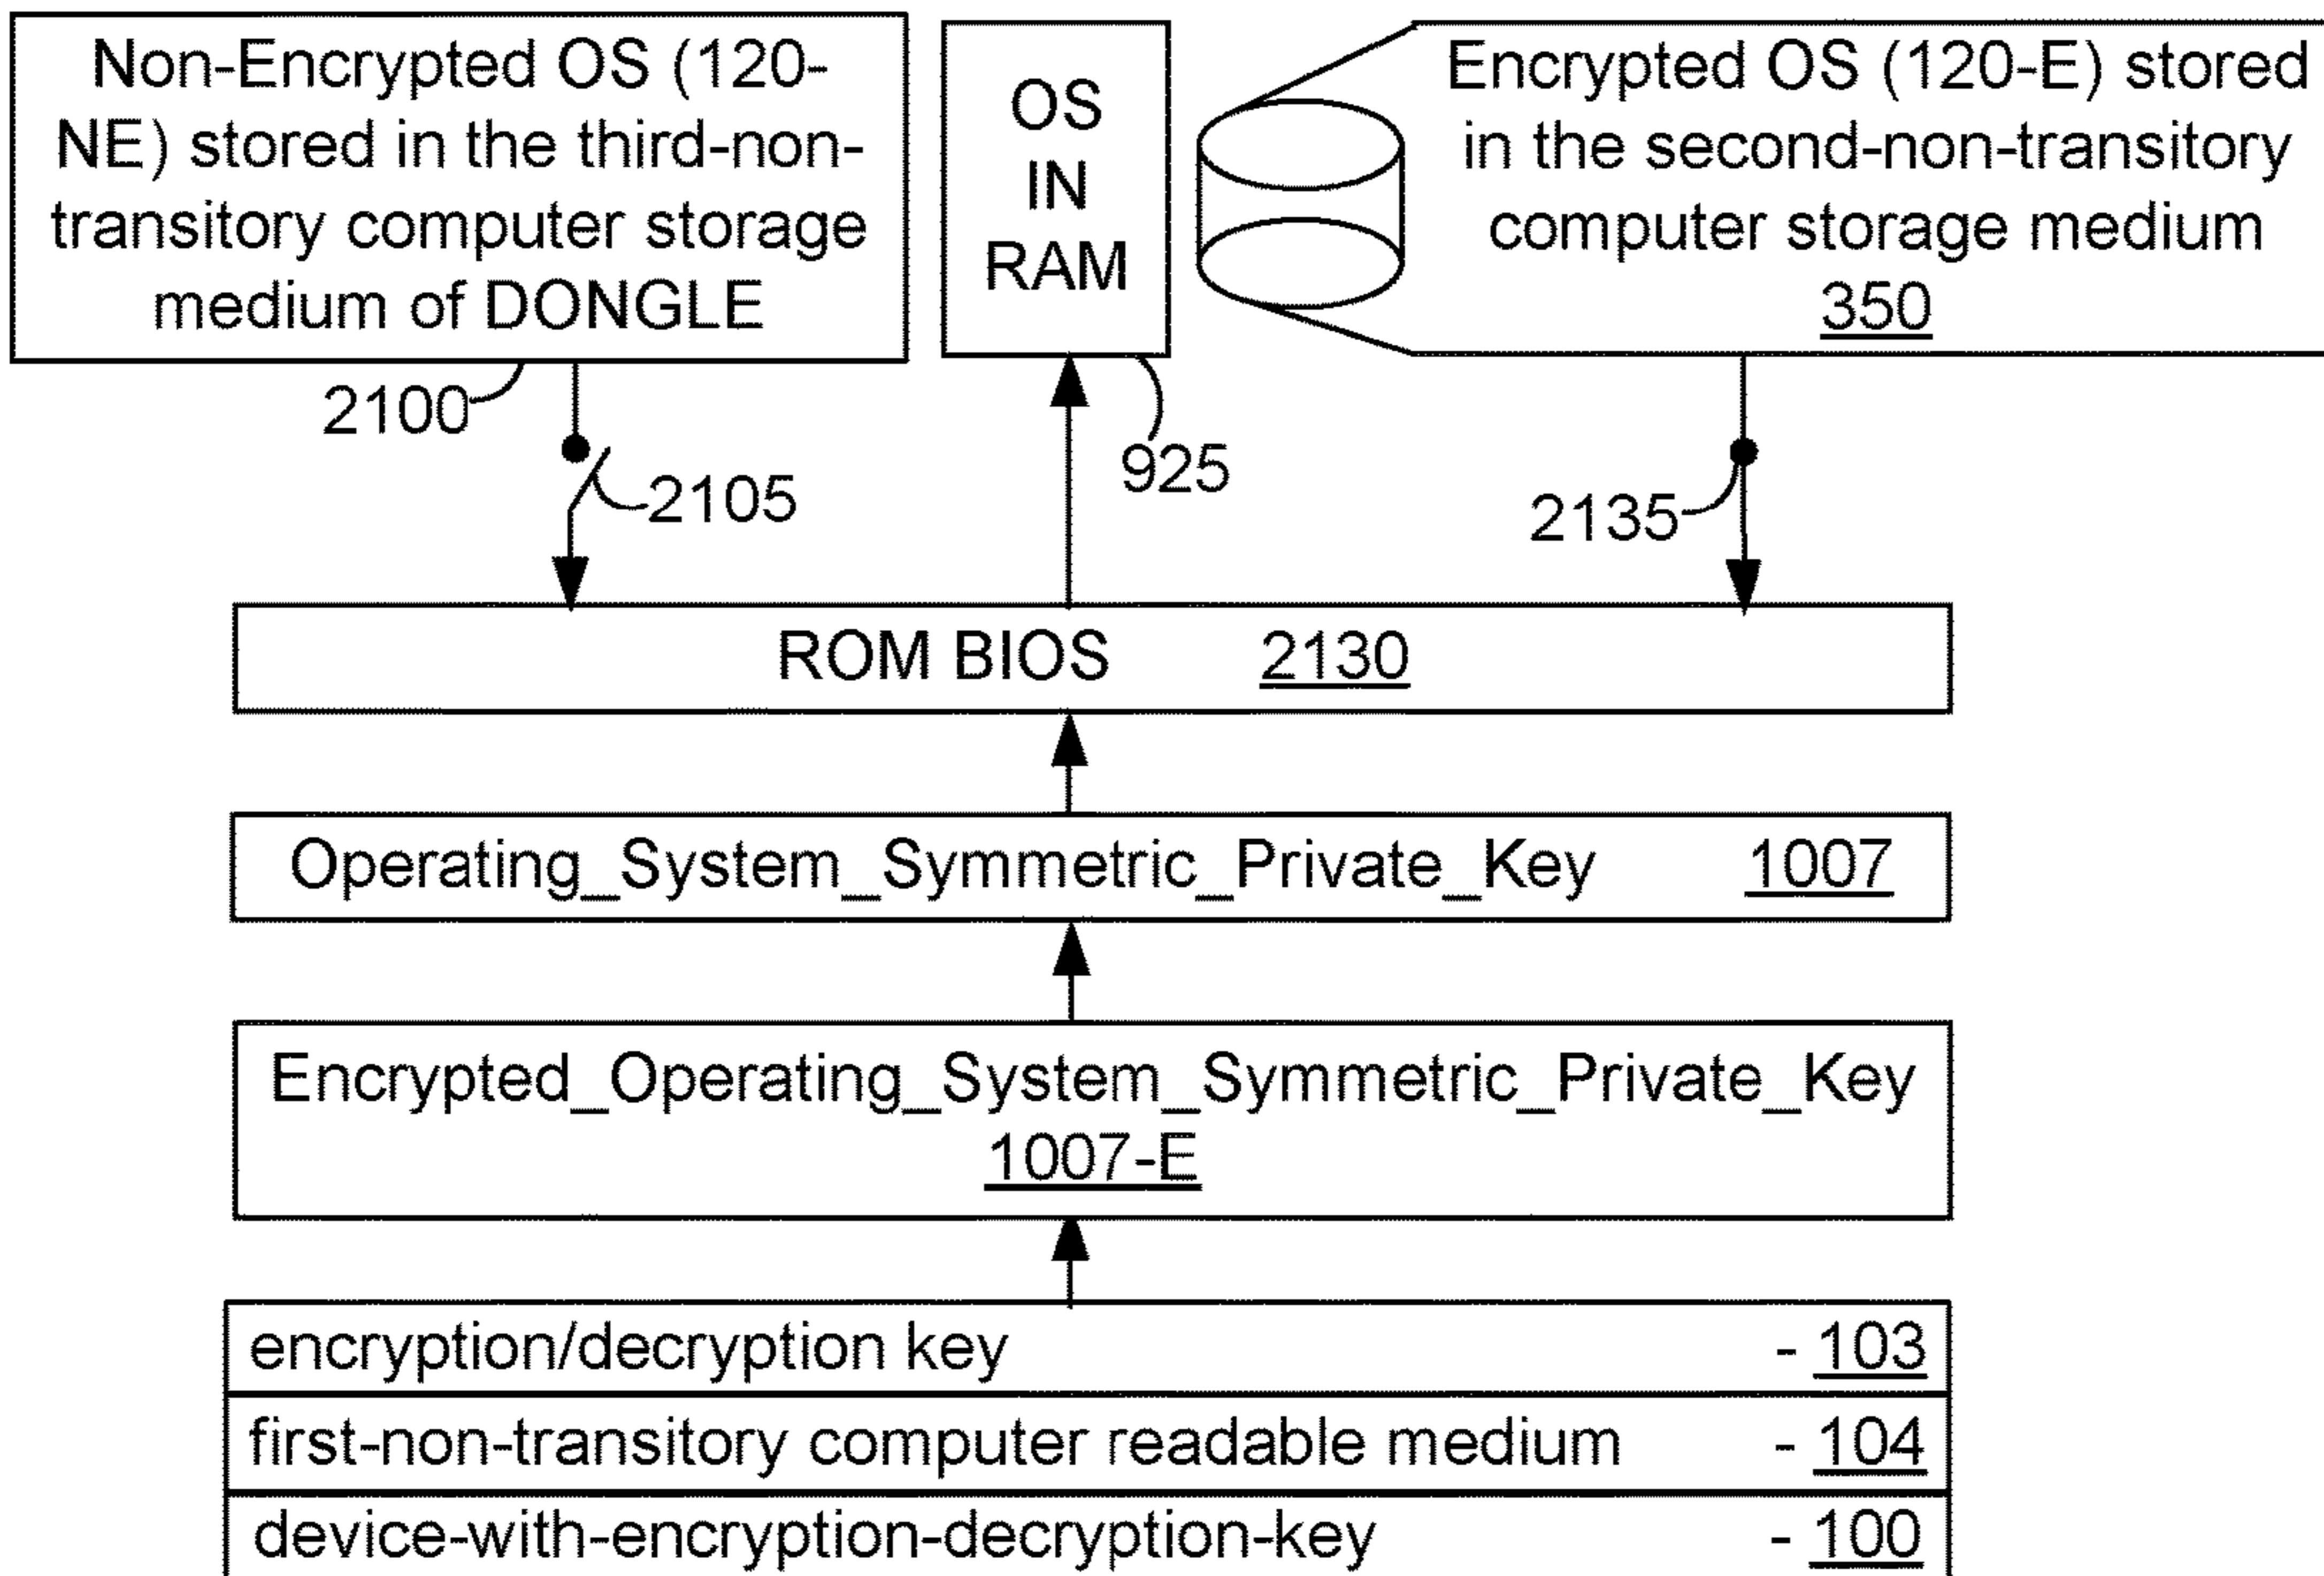 Non-Encrypted OS (120-
NE) stored in the third-non-
transitory computer storage
medium of DONGLE
OS
IN
RAM
Encrypted OS (120-E) stored
in the second-non-transitory
computer storage medium
350
2100
2105
925
2135
ROM BIOS 2130
Operating_System_Symmetric_Private_Key 1007
Encrypted_Operating_System_Symmetric_Private_Key
1007-E
encryption/decryption key - 103
first-non-transitory computer readable medium - 104
device-with-encryption-decryption-key - 100